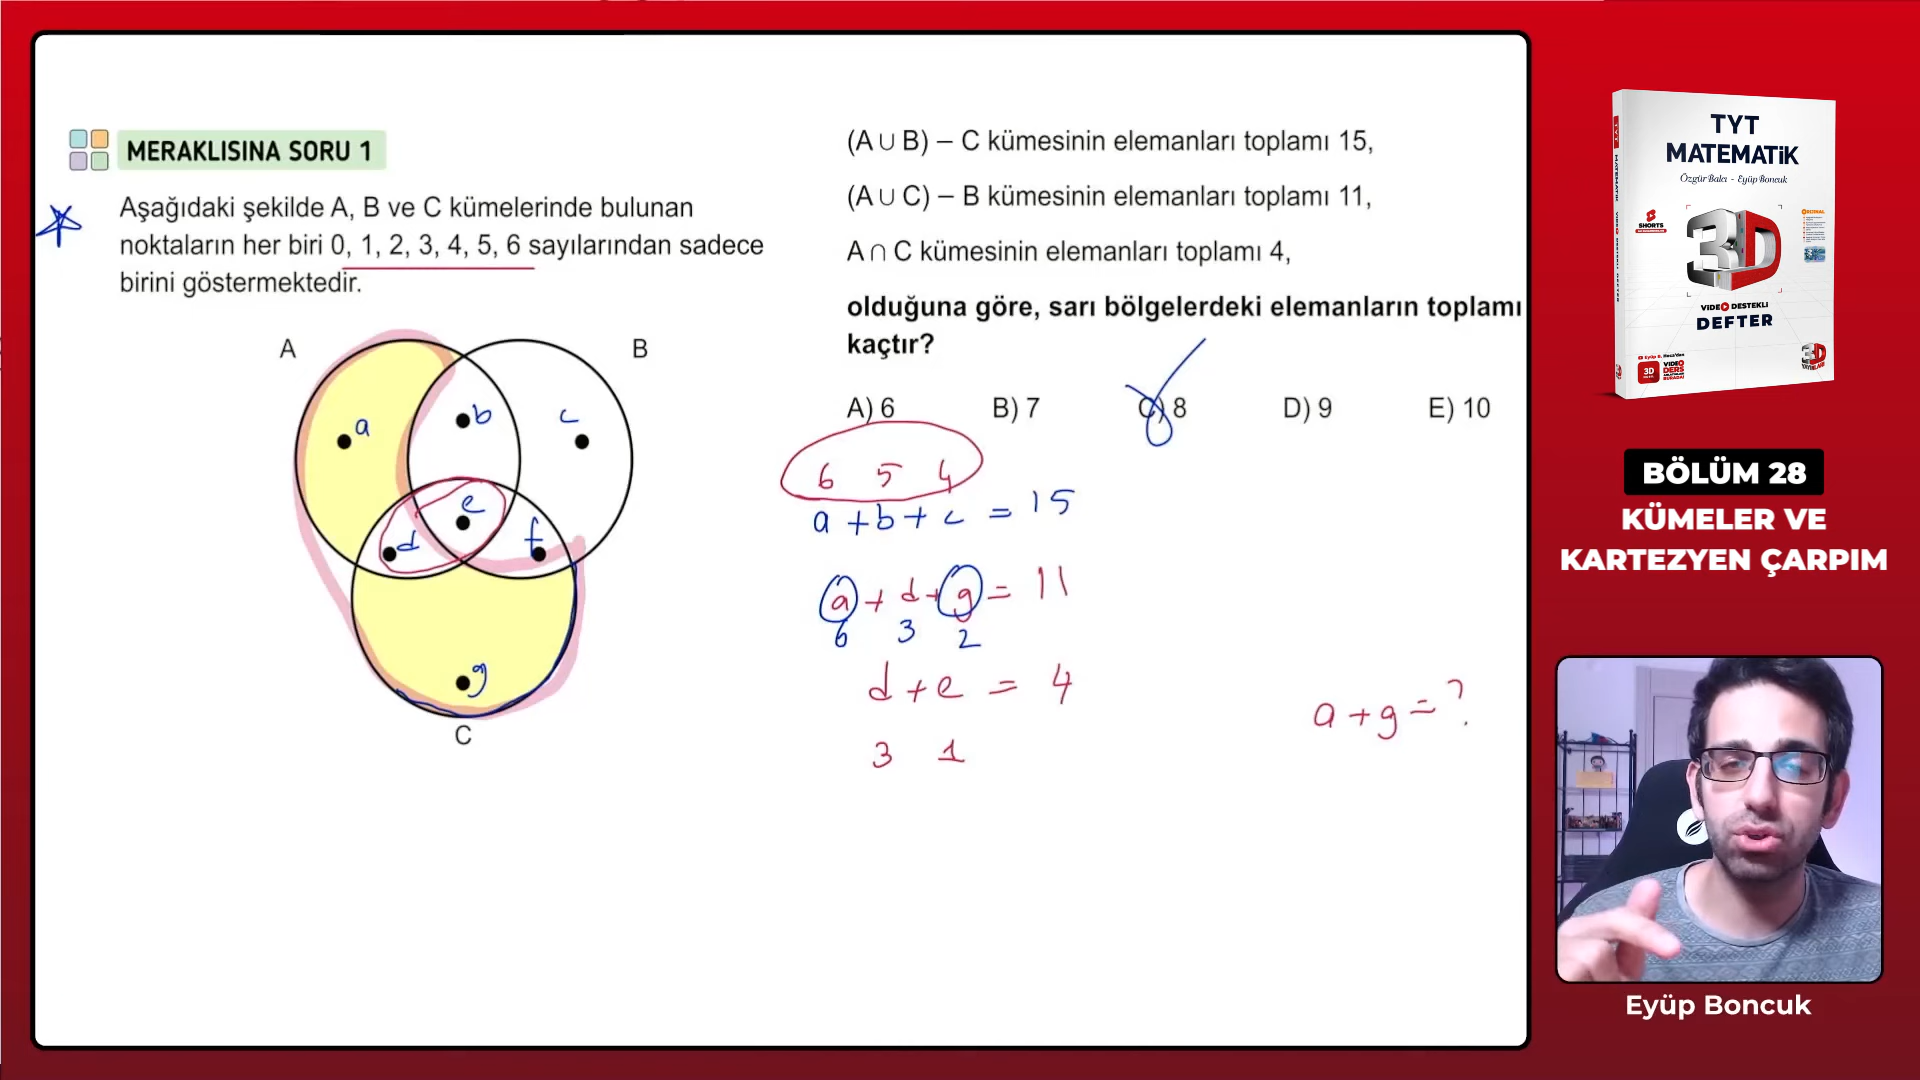 MERAKLISINA SORU 1
Aşağıdaki şekilde A, B ve C kümelerinde bulunan
noktaların her biri 0, 1, 2, 3, 4, 5, 6 sayılarından sadece
birini göstermektedir.
A
B
a
b
c
d
e
f
g
C
(A ∪ B) – C kümesinin elemanları toplamı 15,
(A ∪ C) – B kümesinin elemanları toplamı 11,
A ∩ C kümesinin elemanları toplamı 4,
olduğuna göre, sarı bölgelerdeki elemanların toplamı
kaçtır?
A) 6 B) 7 C) 8 D) 9 E) 10
6 5 4
a + b + c = 15
a + d + g = 11
6 3 2
d + e = 4
3 1
a + g = ?
TYT
MATEMATİK
Özgür Balcı - Eyüp Boncuk
SHORTS
3D
VIDEO DESTEKLİ
DEFTER
BÖLÜM 28
KÜMELER VE
KARTEZYEN ÇARPIM
Eyüp Boncuk